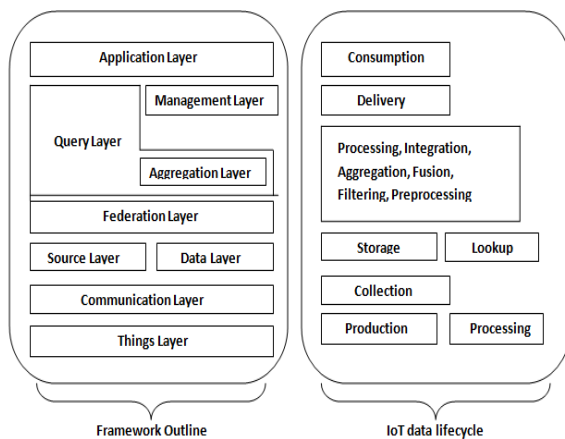 Application Layer
Management Layer
Query Layer
Aggregation Layer
Federation Layer
Source Layer
Data Layer
Communication Layer
Things Layer
Framework Outline
Consumption
Delivery
Processing, Integration,
Aggregation, Fusion,
Filtering, Preprocessing
Storage
Lookup
Collection
Production
Processing
IoT data lifecycle